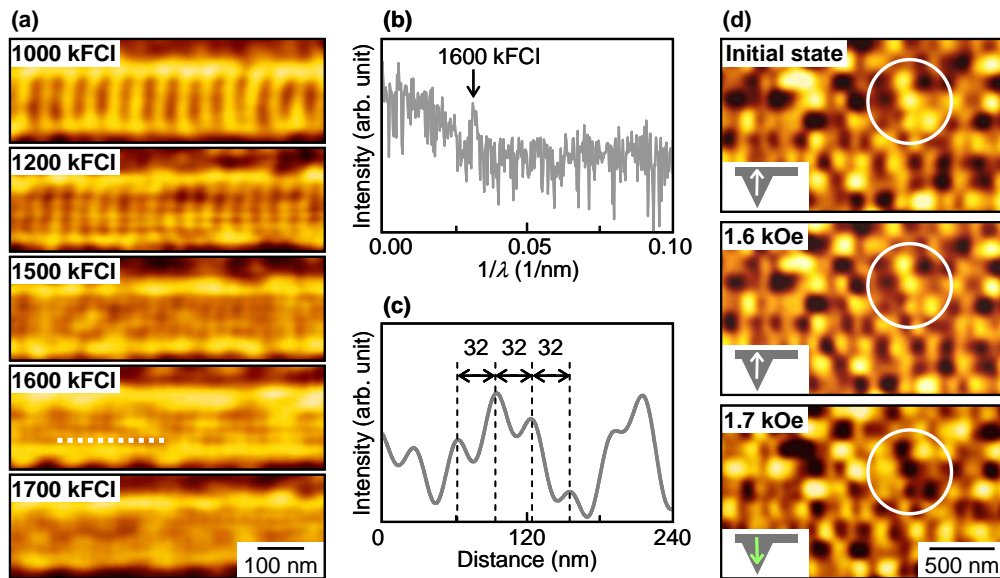 (a)
1000 kFCI
1200 kFCI
1500 kFCI
1600 kFCI
1700 kFCI
100 nm
(b)
1600 kFCI
Intensity (arb. unit)
0.00 0.05 0.10
1/λ (1/nm)
(c)
32 32 32
Intensity (arb. unit)
0 120 240
Distance (nm)
(d)
Initial state
1.6 kOe
1.7 kOe
500 nm